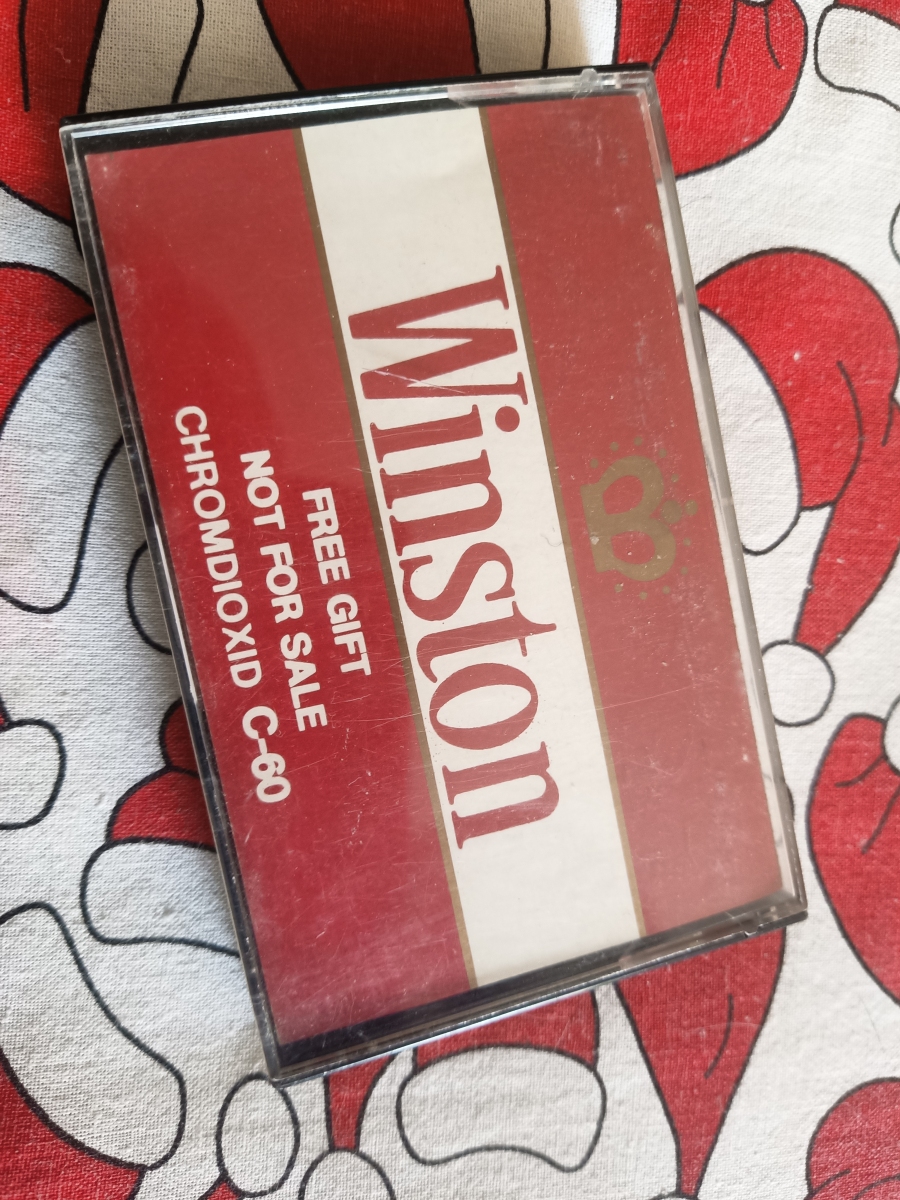 Winston
FREE GIFT
NOT FOR SALE
CHROMDIOXID C-60